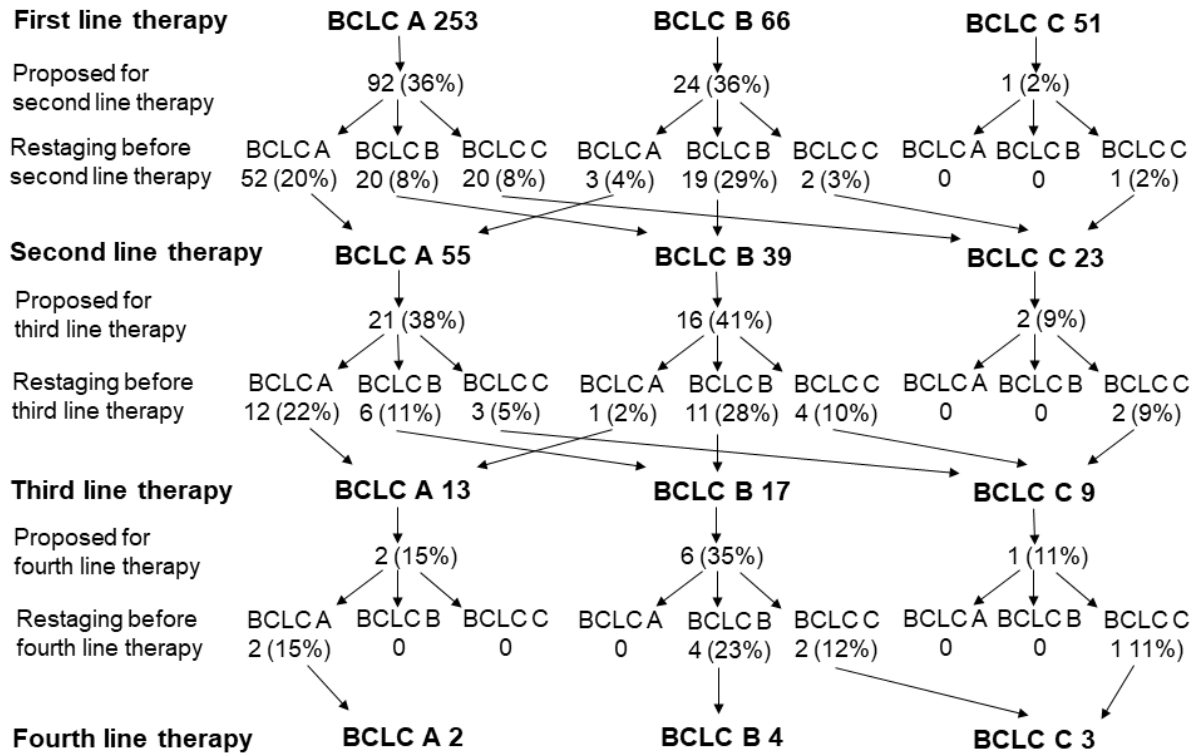 First line therapy BCLC A 253 BCLC B 66 BCLC C 51
Proposed for
second line therapy 92 (36%) 24 (36%) 1 (2%)
Restaging before BCLC A BCLC B BCLC C BCLC A BCLC B BCLC C BCLC A BCLC B BCLC C
second line therapy 52 (20%) 20 (8%) 20 (8%) 3 (4%) 19 (29%) 2 (3%) 0 0 1 (2%)
Second line therapy BCLC A 55 BCLC B 39 BCLC C 23
Proposed for
third line therapy 21 (38%) 16 (41%) 2 (9%)
Restaging before BCLC A BCLC B BCLC C BCLC A BCLC B BCLC C BCLC A BCLC B BCLC C
third line therapy 12 (22%) 6 (11%) 3 (5%) 1 (2%) 11 (28%) 4 (10%) 0 0 2 (9%)
Third line therapy BCLC A 13 BCLC B 17 BCLC C 9
Proposed for
fourth line therapy 2 (15%) 6 (35%) 1 (11%)
Restaging before BCLC A BCLC B BCLC C BCLC A BCLC B BCLC C BCLC A BCLC B BCLC C
fourth line therapy 2 (15%) 0 0 0 4 (23%) 2 (12%) 0 0 1 11%)
Fourth line therapy BCLC A 2 BCLC B 4 BCLC C 3